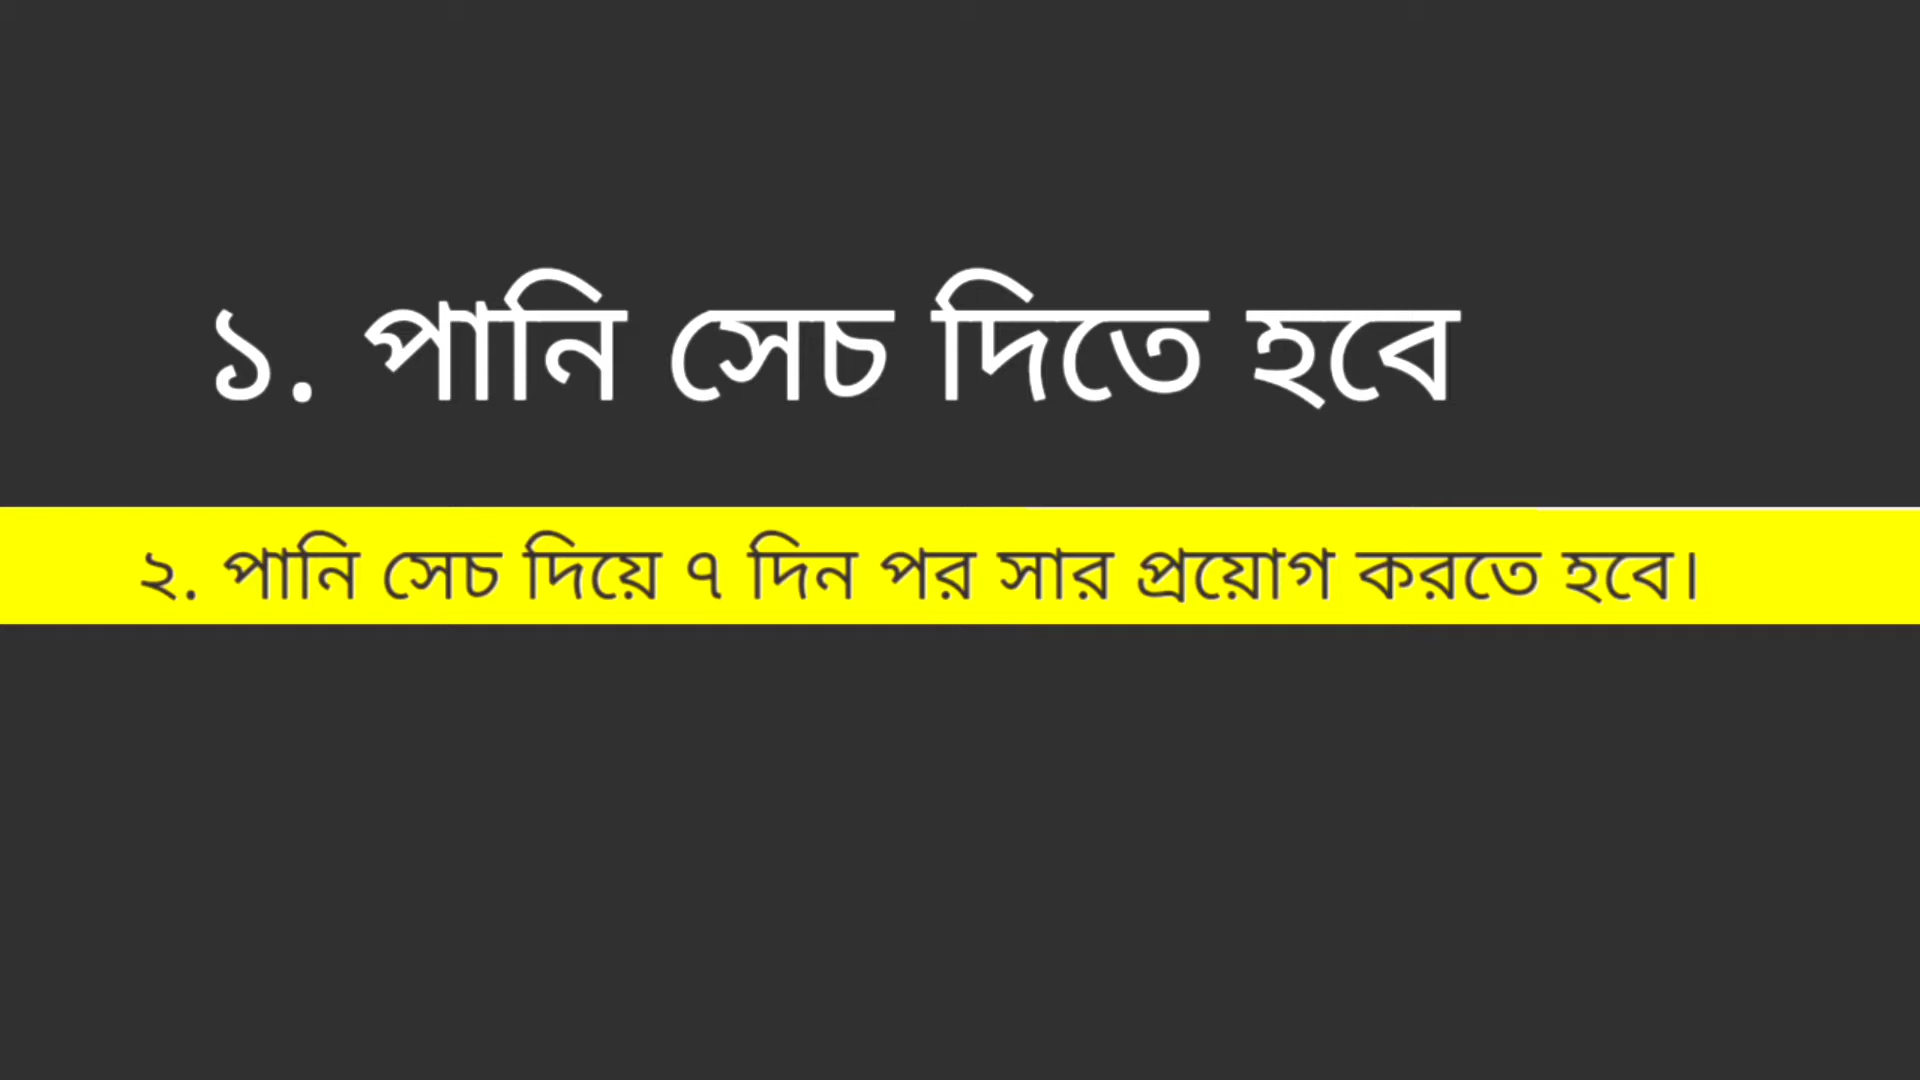 ১. পানি সেচ দিতে হবে
২. পানি সেচ দিয়ে ৭ দিন পর সার প্রয়োগ করতে হবে।